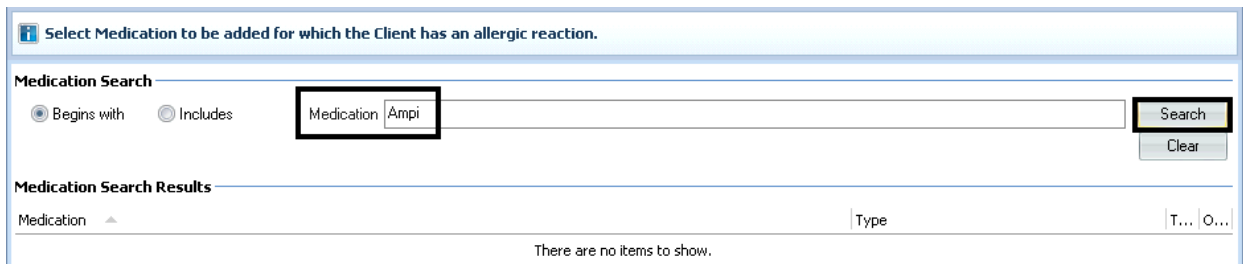 Select Medication to be added for which the Client has an allergic reaction.
Medication Search
Begins with Includes Medication Ampi Search
Clear
Medication Search Results
Medication Type T... O...
There are no items to show.